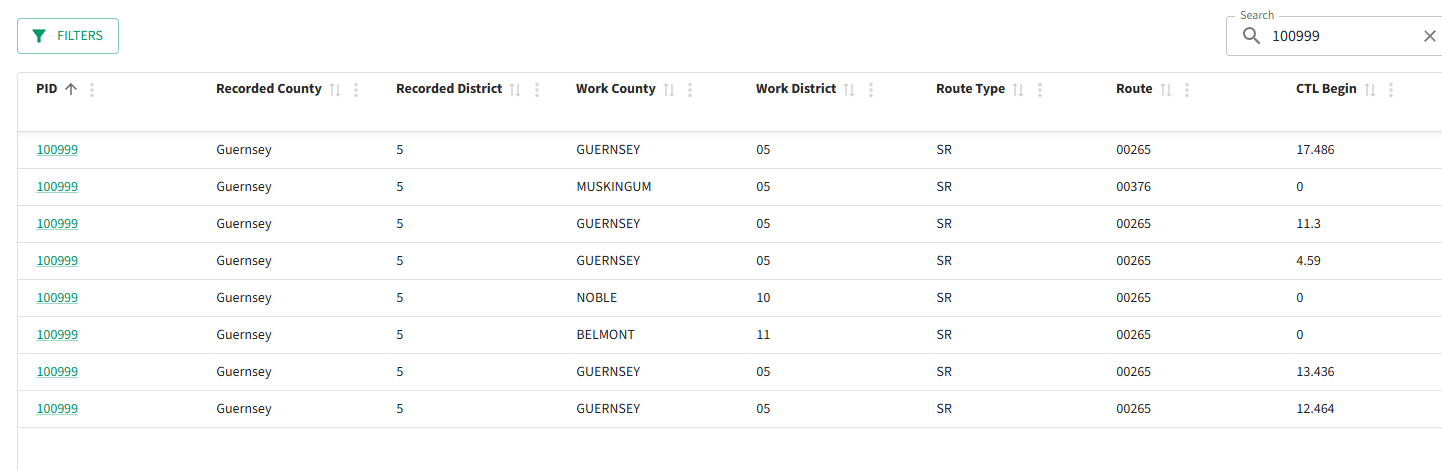 Search
FILTERS
100999
PID Recorded County Recorded District Work County Work District Route Type Route CTL Begin
100999 Guernsey 5 GUERNSEY 05 SR 00265 17.486
100999 Guernsey 5 MUSKINGUM 05 SR 00376 0
100999 Guernsey 5 GUERNSEY 05 SR 00265 11.3
100999 Guernsey 5 GUERNSEY 05 SR 00265 4.59
100999 Guernsey 5 NOBLE 10 SR 00265 0
100999 Guernsey 5 BELMONT 11 SR 00265 0
100999 Guernsey 5 GUERNSEY 05 SR 00265 13.436
100999 Guernsey 5 GUERNSEY 05 SR 00265 12.464